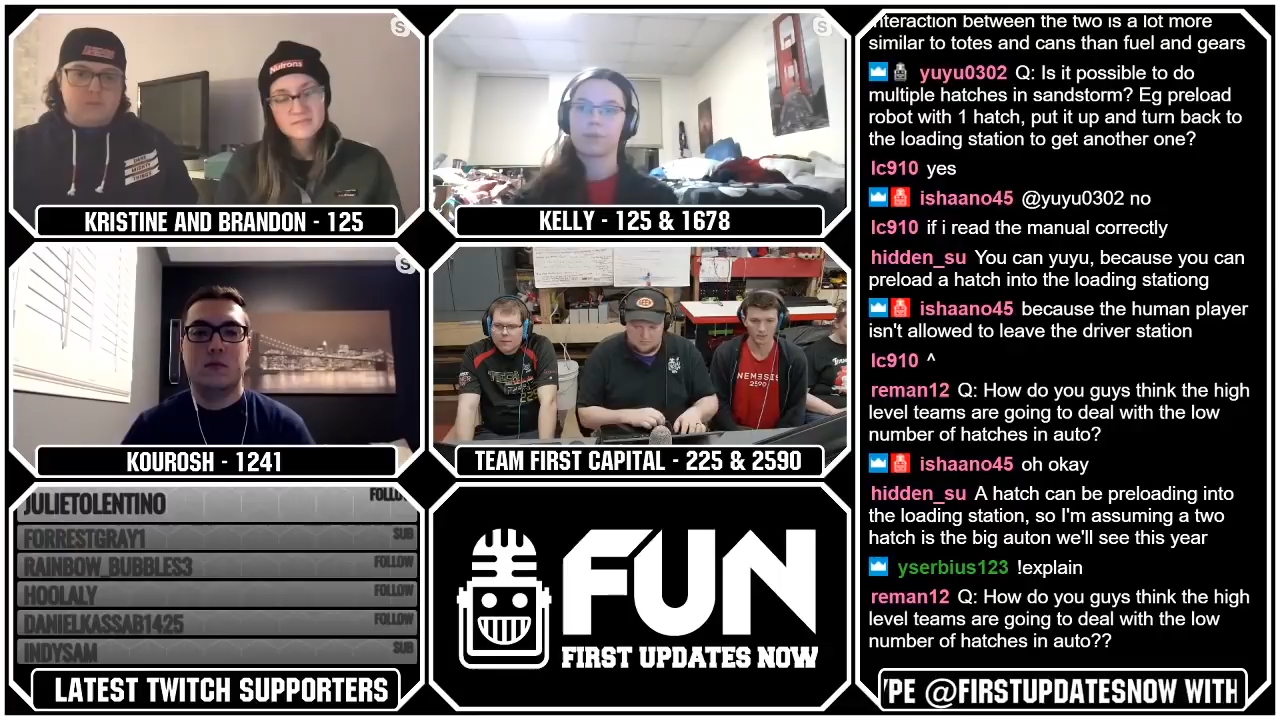 Nutrons
KRISTINE AND BRANDON - 125
KELLY - 125 & 1678
KOUROSH - 1241
NEMESIS
2590
TEAM FIRST CAPITAL - 225 & 2590
JULIETOLENTINO
FORRESTGRAY1 SUB
RAINBOW_BUBBLES3 FOLLOW
HOOLALY FOLLOW
DANIELKASSAB1425 FOLLOW
INDYSAM SUB
LATEST TWITCH SUPPORTERS
FUN
FIRST UPDATES NOW
interaction between the two is a lot more
similar to totes and cans than fuel and gears
yuyu0302 Q: Is it possible to do
multiple hatches in sandstorm? Eg preload
robot with 1 hatch, put it up and turn back to
the loading station to get another one?
lc910 yes
ishaano45 @yuyu0302 no
lc910 if i read the manual correctly
hidden_su You can yuyu, because you can
preload a hatch into the loading stationg
ishaano45 because the human player
isn't allowed to leave the driver station
lc910 ^
reman12 Q: How do you guys think the high
level teams are going to deal with the low
number of hatches in auto?
ishaano45 oh okay
hidden_su A hatch can be preloading into
the loading station, so I'm assuming a two
hatch is the big auton we'll see this year
yserbius123 !explain
reman12 Q: How do you guys think the high
level teams are going to deal with the low
number of hatches in auto??
YPE @FIRSTUPDATESNOW WITH